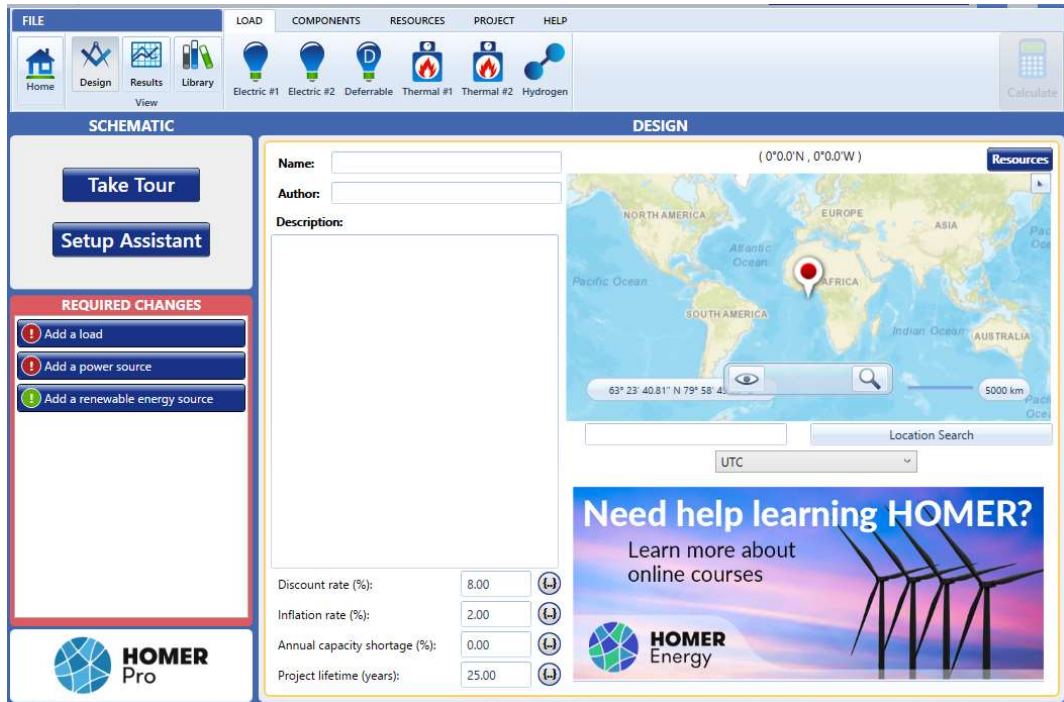 FILE
LOAD COMPONENTS RESOURCES PROJECT HELP
Home
Design Results Library
View
Electric #1 Electric #2 Deferrable Thermal #1 Thermal #2 Hydrogen
D
Calculate
SCHEMATIC
Take Tour
Setup Assistant
REQUIRED CHANGES
Add a load
Add a power source
Add a renewable energy source
HOMER
Pro
DESIGN
Name:
Author:
Description:
Discount rate (%): 8.00 {..}
Inflation rate (%): 2.00 {..}
Annual capacity shortage (%): 0.00 {..}
Project lifetime (years): 25.00 {..}
( 0°0.0'N , 0°0.0'W )
Resources
NORTH AMERICA
EUROPE
ASIA
Atlantic
Ocean
Pacific Ocean
AFRICA
SOUTH AMERICA
Indian Ocean
AUSTRALIA
63° 23' 40.81" N 79° 58'
5000 km
Location Search
UTC
Need help learning HOMER?
Learn more about
online courses
HOMER
Energy